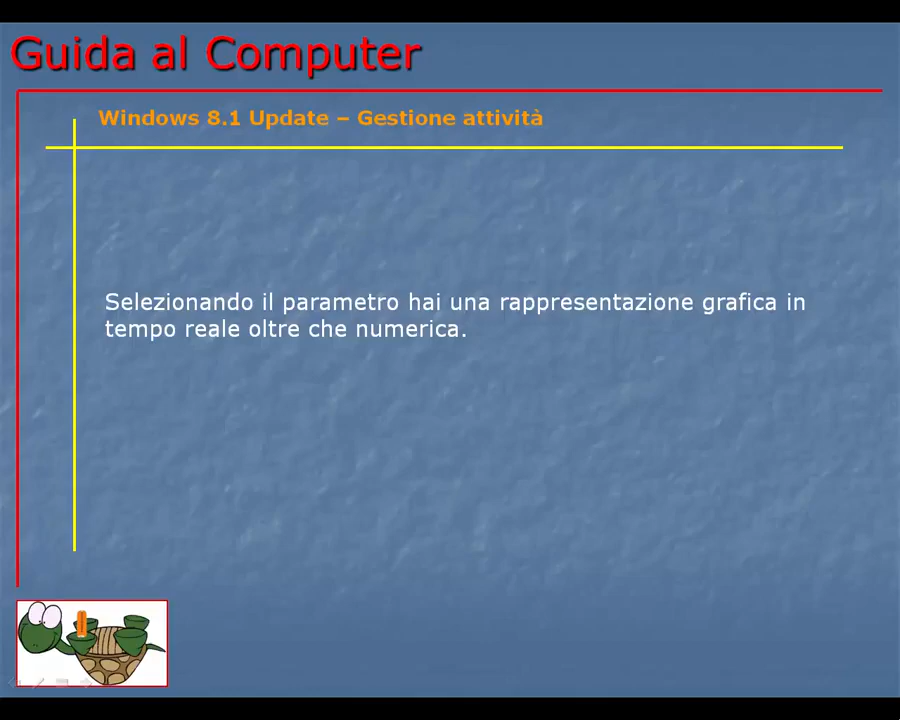 Guida al Computer
Windows 8.1 Update – Gestione attività
Selezionando il parametro hai una rappresentazione grafica in
tempo reale oltre che numerica.